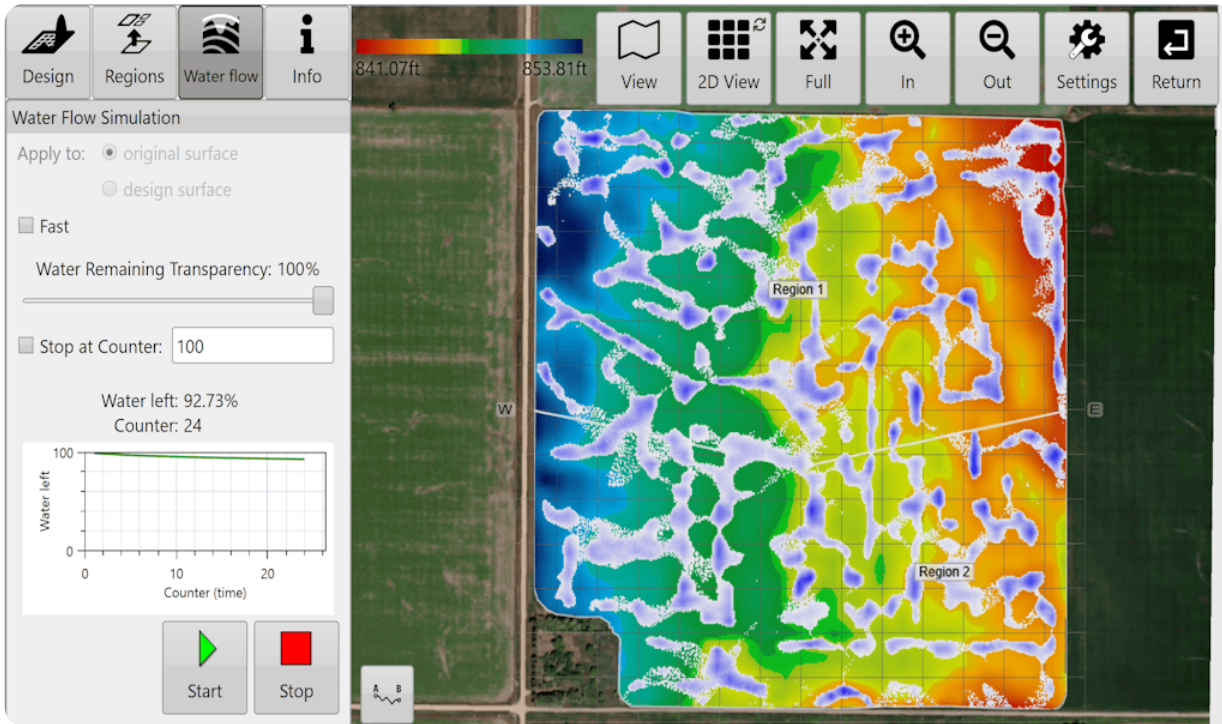 Design
Regions
Water flow
Info
841.07ft
853.81ft
View
2D View
Full
In
Out
Settings
Return
Water Flow Simulation
Apply to:
original surface
design surface
Fast
Water Remaining Transparency: 100%
Stop at Counter: 100
Water left: 92.73%
Counter: 24
Water left
100
0
0 10 20
Counter (time)
Start
Stop
A B
Region 1
W
E
Region 2